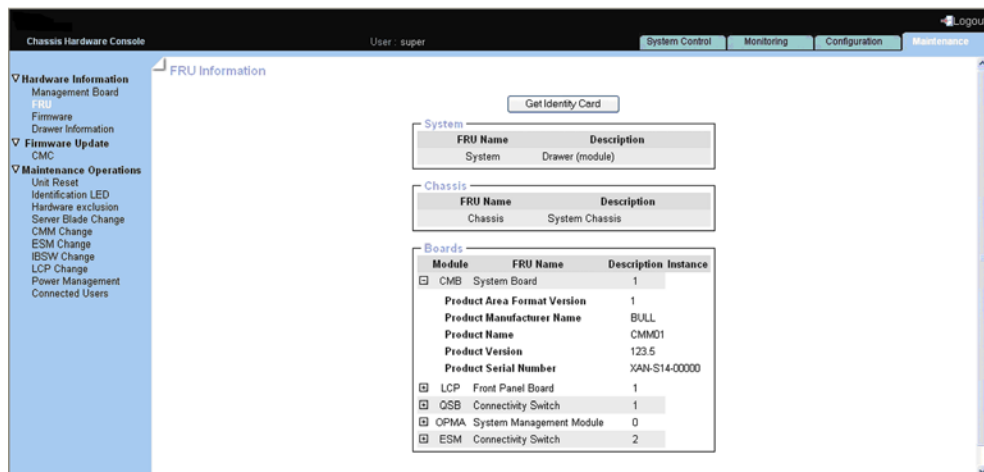 Logou
Chassis Hardware Console
User : super
System Control
Monitoring
Configuration
Maintenance
Hardware Information
Management Board
FRU
Firmware
Drawer Information
Firmware Update
CMC
Maintenance Operations
Unit Reset
Identification LED
Hardware exclusion
Server Blade Change
CMM Change
ESM Change
IBSW Change
LCP Change
Power Management
Connected Users
FRU Information
Get Identity Card
System
FRU Name Description
System Drawer (module)
Chassis
FRU Name Description
Chassis System Chassis
Boards
Module FRU Name Description Instance
CMB System Board 1
Product Area Format Version 1
Product Manufacturer Name BULL
Product Name CMM01
Product Version 123.5
Product Serial Number XAN-S14-00000
LCP Front Panel Board 1
QSB Connectivity Switch 1
OPMA System Management Module 0
ESM Connectivity Switch 2